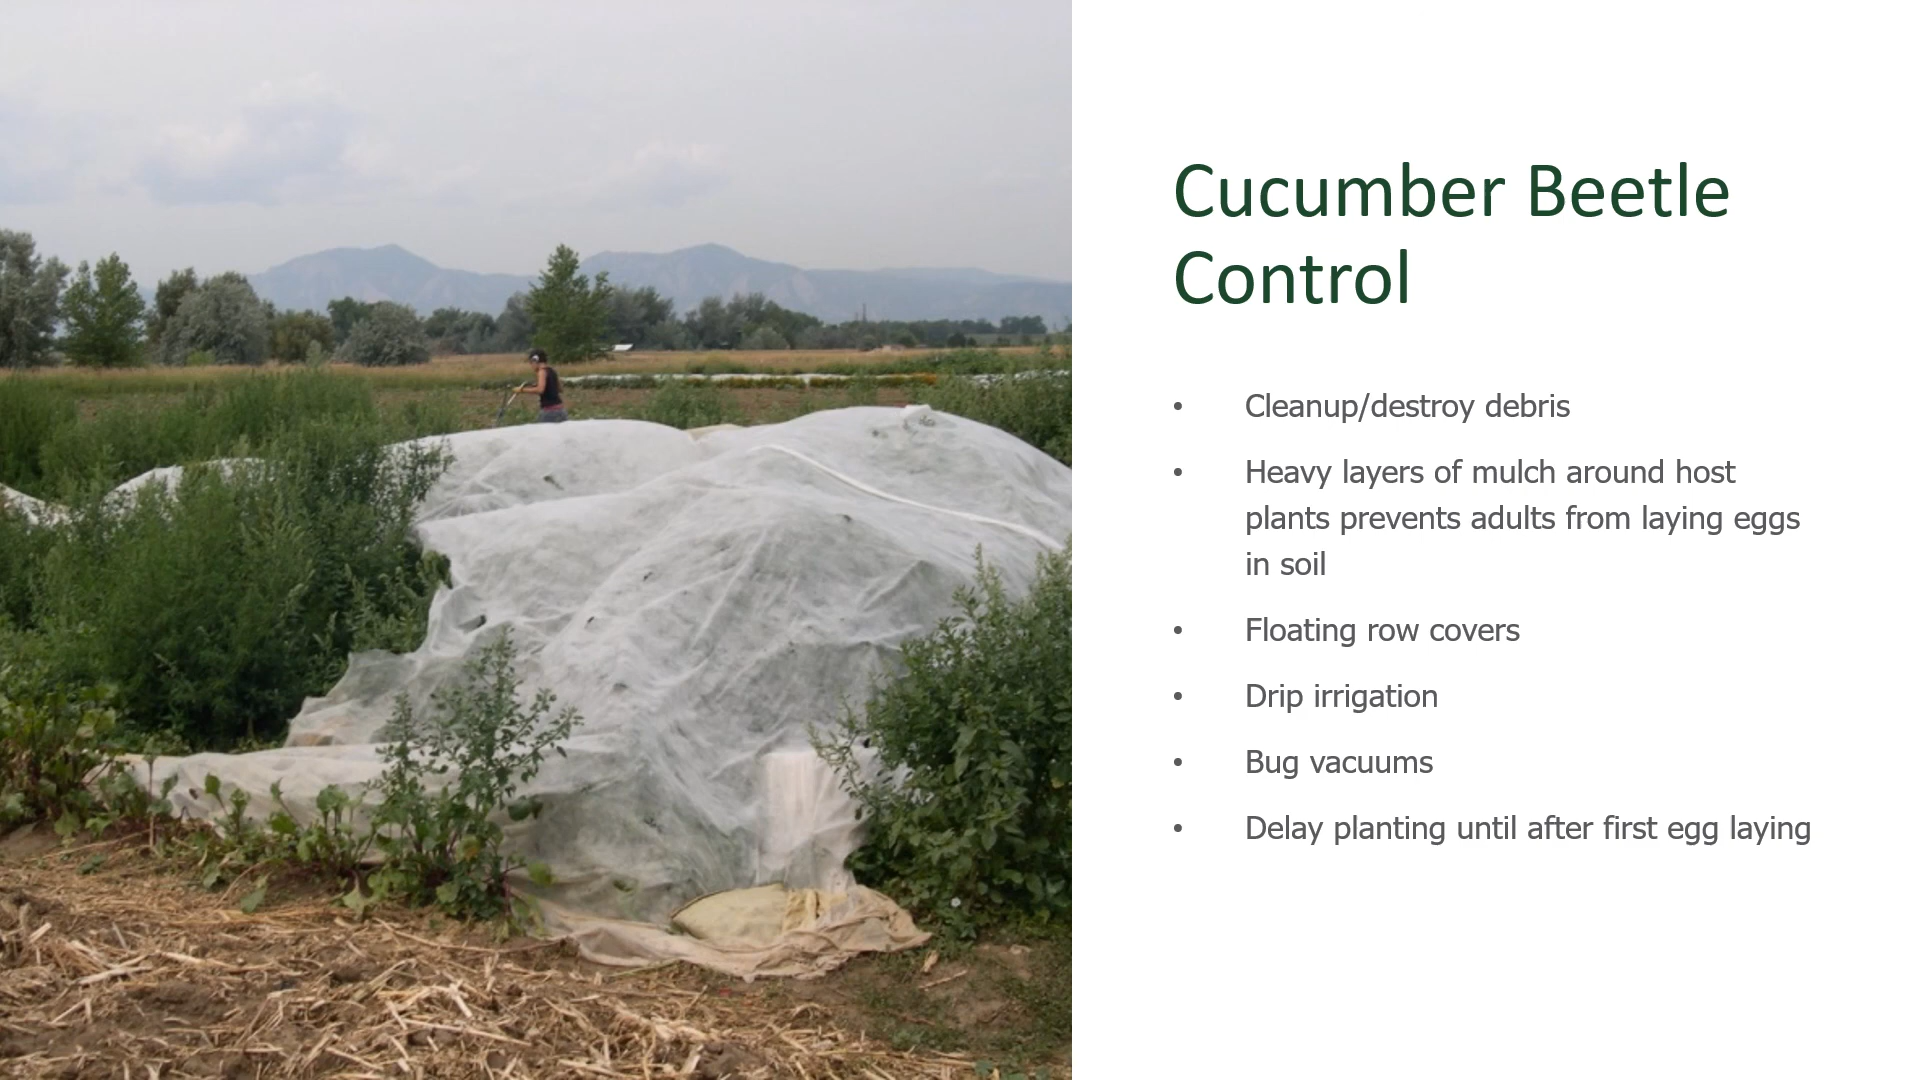 Cucumber Beetle
Control
• Cleanup/destroy debris
• Heavy layers of mulch around host
plants prevents adults from laying eggs
in soil
• Floating row covers
• Drip irrigation
• Bug vacuums
• Delay planting until after first egg laying